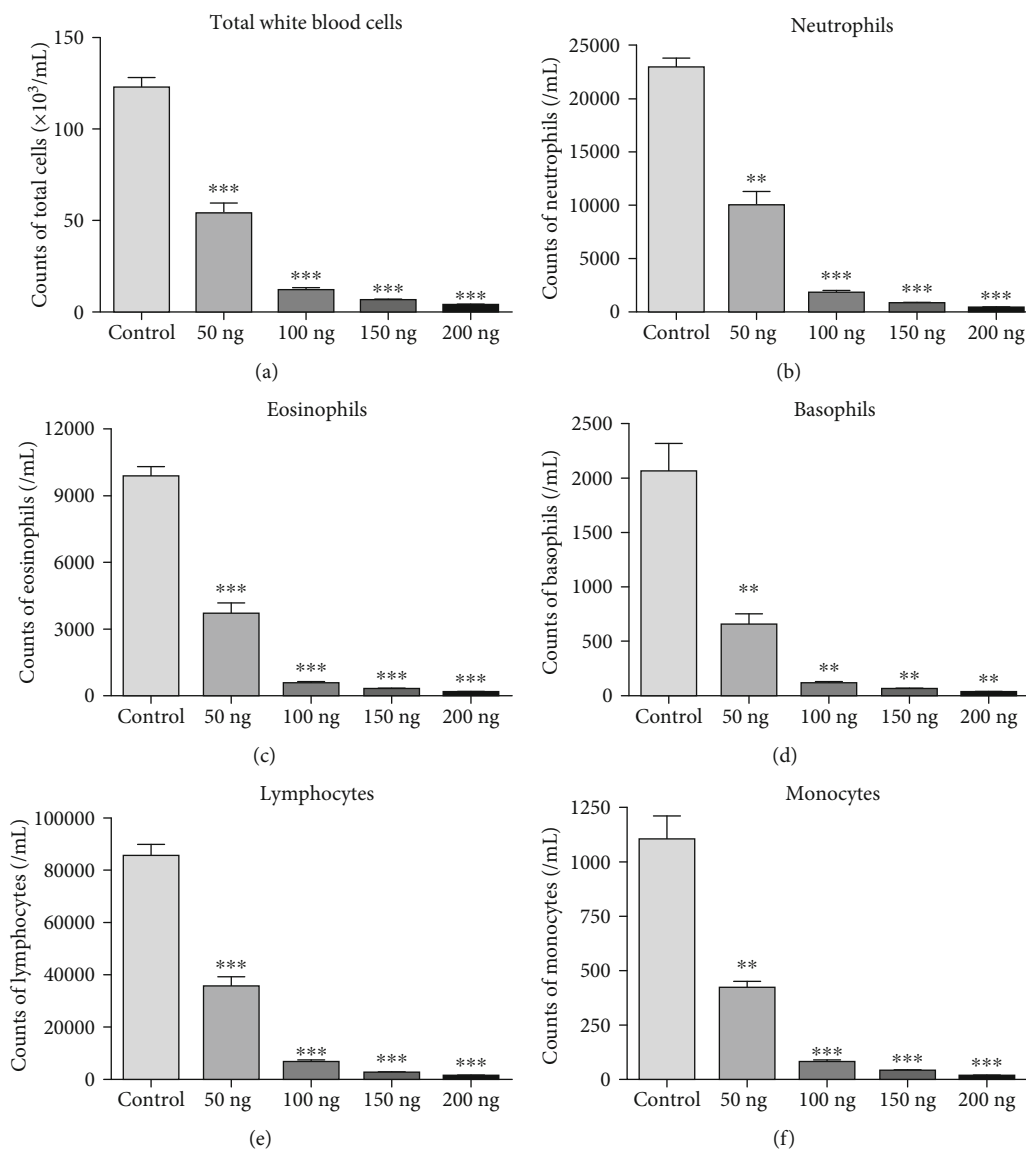 Total white blood cells
Counts of total cells (×10³/mL)
150
100
50
0
***
***
***
***
Control 50 ng 100 ng 150 ng 200 ng
(a)
Neutrophils
Counts of neutrophils (/mL)
25000
20000
15000
10000
5000
0
**
***
***
***
Control 50 ng 100 ng 150 ng 200 ng
(b)
Eosinophils
Counts of eosinophils (/mL)
12000
9000
6000
3000
0
***
***
***
***
Control 50 ng 100 ng 150 ng 200 ng
(c)
Basophils
Counts of basophils (/mL)
2500
2000
1500
1000
500
0
**
**
**
**
Control 50 ng 100 ng 150 ng 200 ng
(d)
Lymphocytes
Counts of lymphocytes (/mL)
100000
80000
60000
40000
20000
0
***
***
***
***
Control 50 ng 100 ng 150 ng 200 ng
(e)
Monocytes
Counts of monocytes (/mL)
1250
1000
750
500
250
0
**
***
***
***
Control 50 ng 100 ng 150 ng 200 ng
(f)